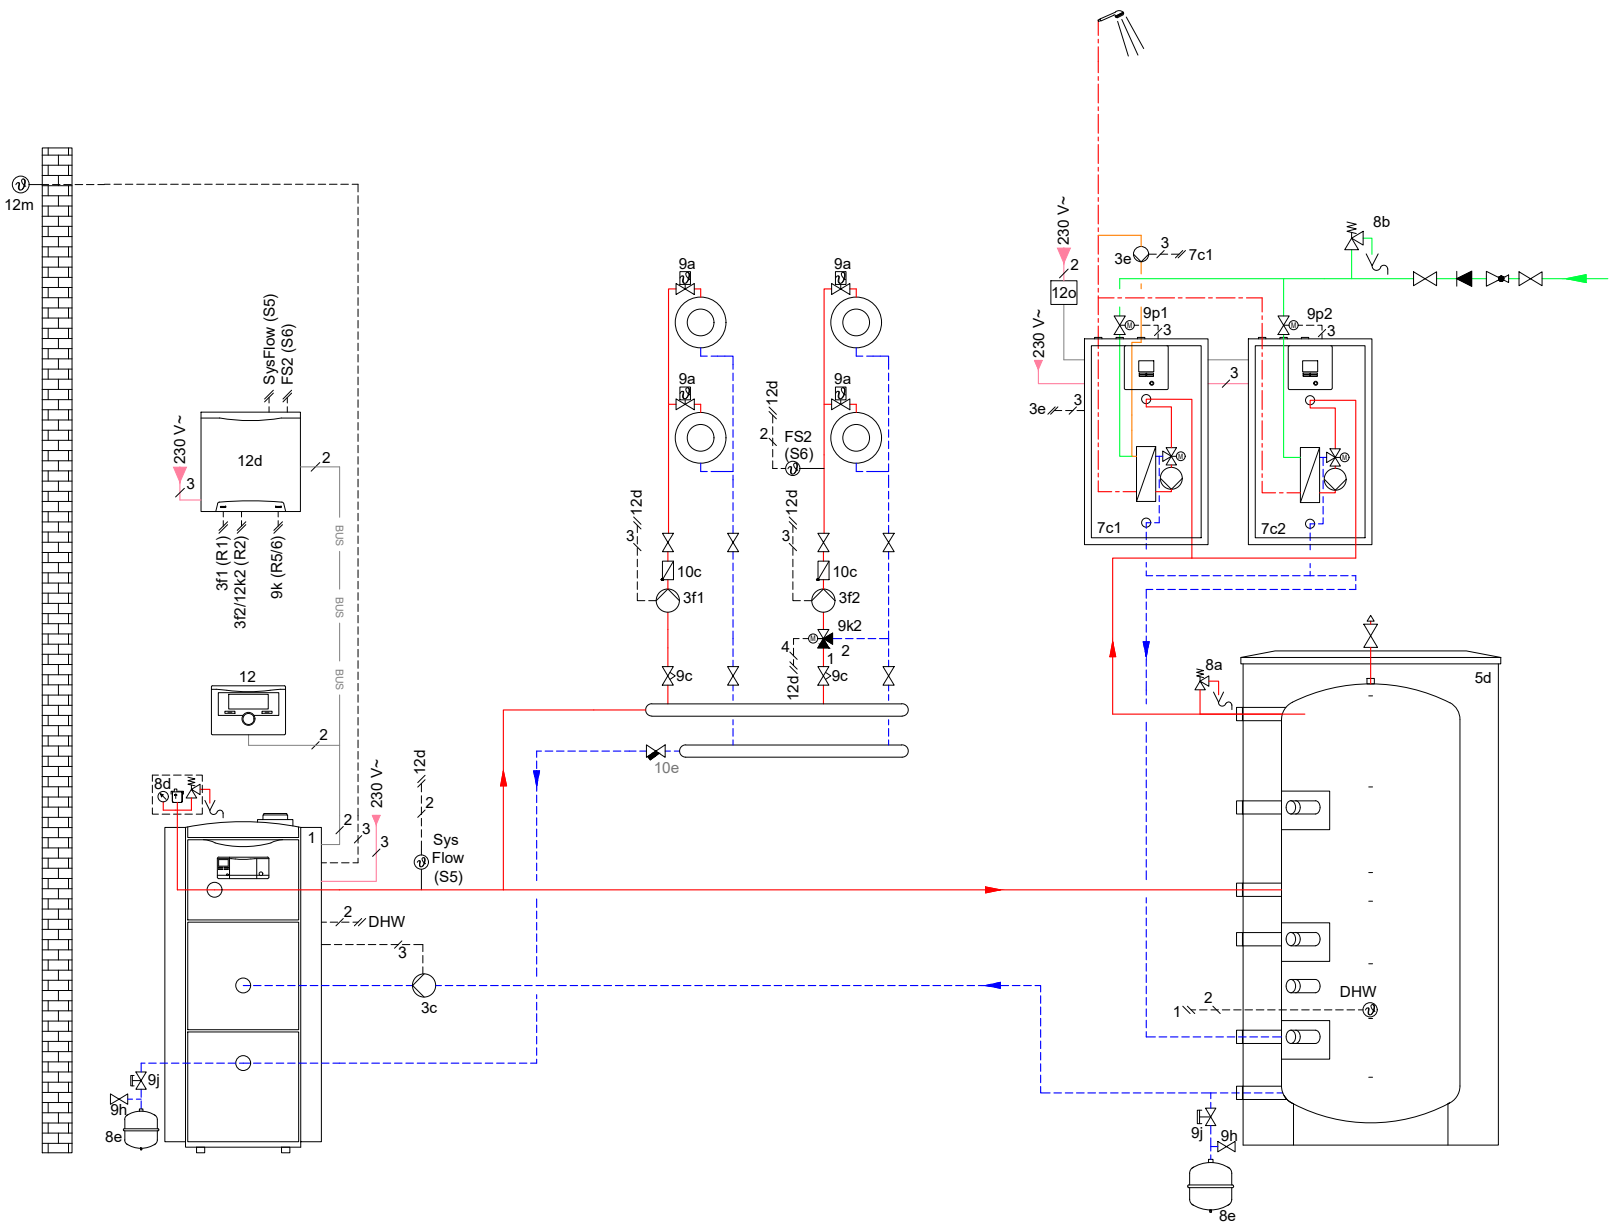 12m
SysFlow (S5)
FS2 (S6)
230 V~
3
12d
2
3f1 (R1)
3f2/12k2 (R2)
9k (R5/6)
BUS
BUS
BUS
12
2
8d
1
2
3
230 V~
3
12d
2
Sys
Flow
(S5)
2
DHW
3
3c
9j
9h
8e
9a
9a
12d
3
10c
3f1
9c
10e
9a
9a
12d
2
FS2
(S6)
12d
3
10c
3f2
9k2
4
12d
1
2
9c
230 V~
2
12o
230 V~
3e
3
7c1
8b
9p1
3
9p2
3
M
M
3e
3
3
M
M
7c1
7c2
8a
5d
DHW
1
2
9j
9h
8e
M